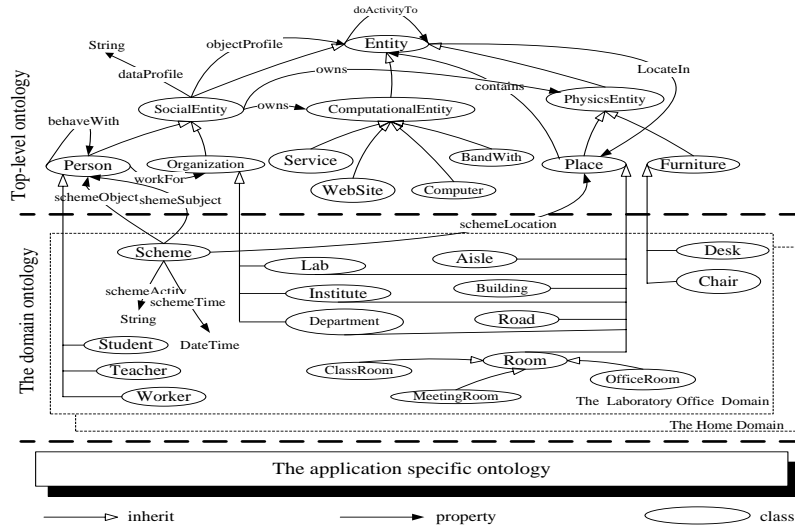 doActivityTo
String
objectProfile
Entity
dataProfile
owns
LocateIn
contains
SocialEntity
owns
ComputationalEntity
PhysicsEntity
behaveWith
Top-level ontology
Person
Organization
Service
BandWith
Place
Furniture
workFor
WebSite
Computer
schemeObject
shemeSubject
schemeLocation
The domain ontology
Scheme
Lab
Aisle
Desk
schemeActivity
schemeTime
Institute
Building
Chair
String
Department
Road
DateTime
Student
Room
Teacher
ClassRoom
OfficeRoom
Worker
MeetingRoom
The Laboratory Office Domain
The Home Domain
The application specific ontology
inherit
property
class